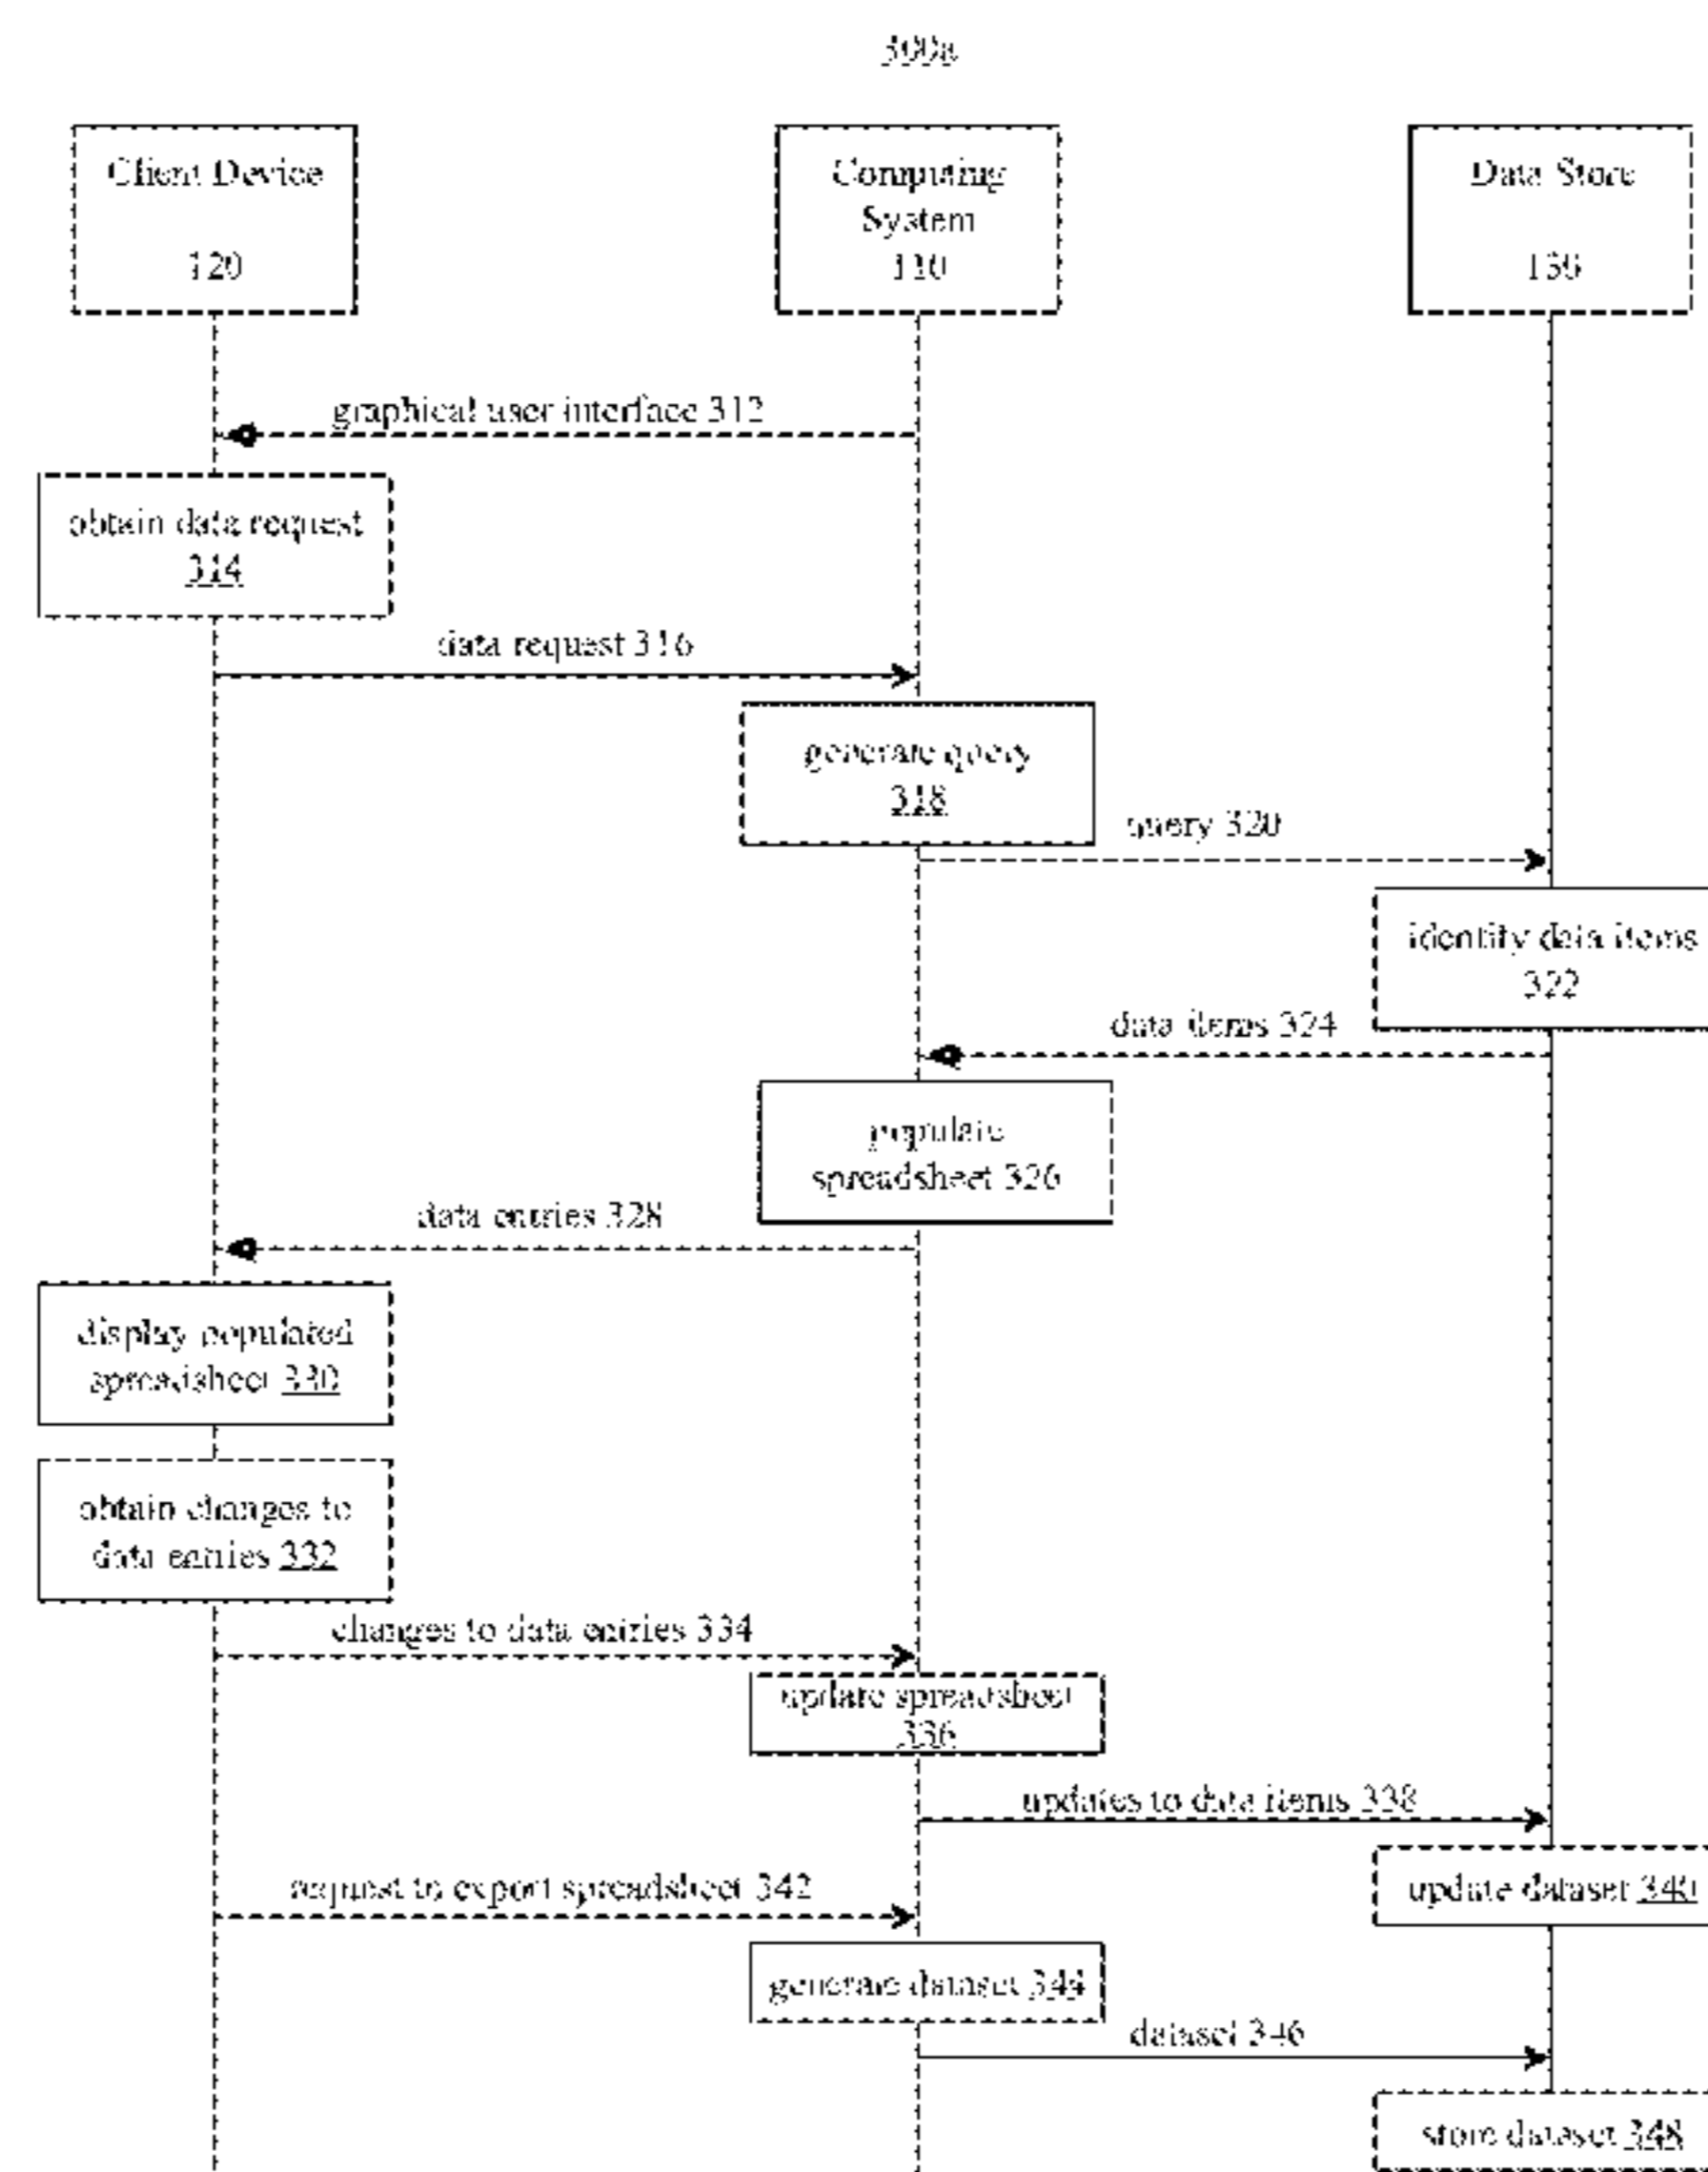 300a
Client Device
120
Computing
System
110
Data Store
130
graphical user interface 312
obtain data request
314
data request 316
generate query
318
query 320
identify data items
322
data items 324
populate
spreadsheet 326
data entries 328
display populated
spreadsheet 330
obtain changes to
data entries 332
changes to data entries 334
update spreadsheet
336
updates to data items 338
update dataset 340
request to export spreadsheet 342
generate dataset 344
dataset 346
store dataset 348